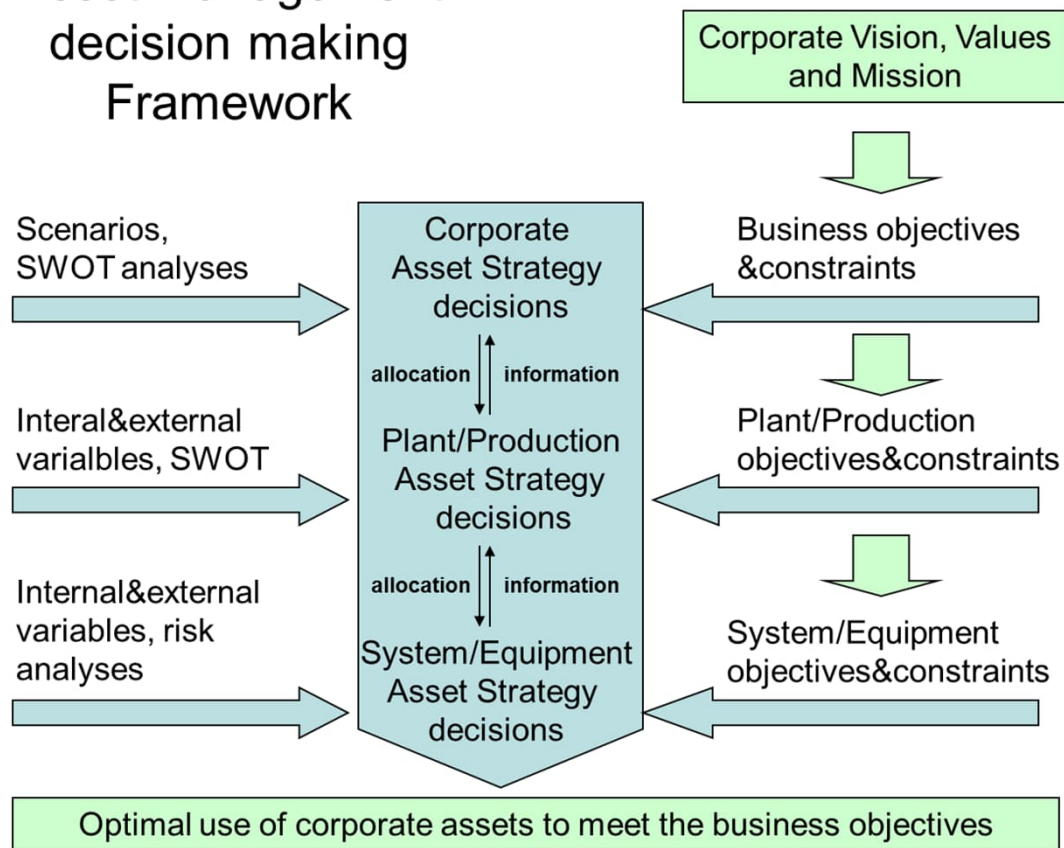 decision making
Framework
Corporate Vision, Values
and Mission
Scenarios,
SWOT analyses
Corporate
Asset Strategy
decisions
Business objectives
&constraints
allocation
information
Interal&external
varialbles, SWOT
Plant/Production
Asset Strategy
decisions
Plant/Production
objectives&constraints
allocation
information
Internal&external
variables, risk
analyses
System/Equipment
Asset Strategy
decisions
System/Equipment
objectives&constraints
Optimal use of corporate assets to meet the business objectives